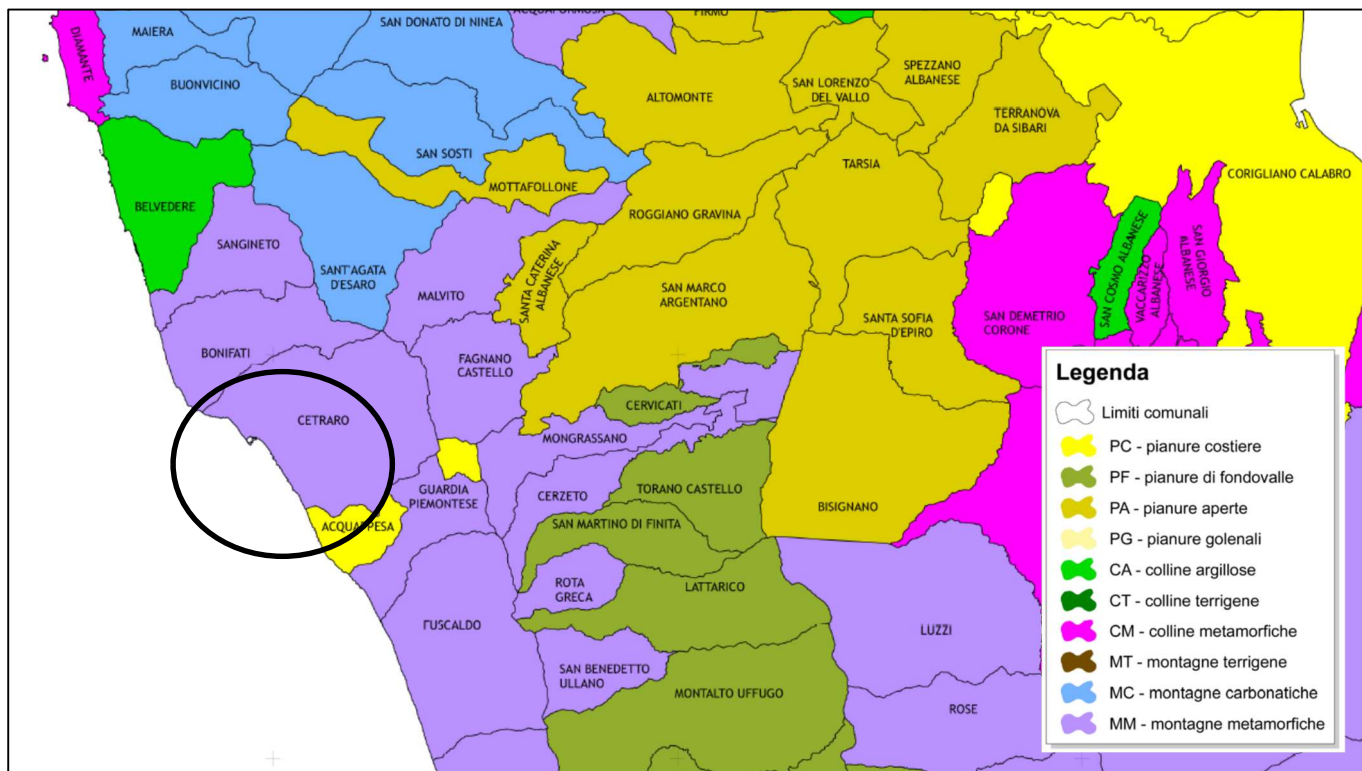 ACQUAFORMOSA
FIRMO
SAN DONATO DI NINEA
MAIERA
DIAMANTE
BUONVICINO
ALTOMONTE
SAN LORENZO
DEL VALLO
SPEZZANO
ALBANESE
TERRANOVA
DA SIBARI
SAN SOSTI
TARSIA
MOTTAFOLLONE
CORIGLIANO CALABRO
BELVEDERE
ROGGIANO GRAVINA
SANGINETO
SANT'AGATA
D'ESARO
MALVITO
SANTA CATERINA
ALBANESE
SAN MARCO
ARGENTANO
SANTA SOFIA
D'EPIRO
SAN DEMETRIO
CORONE
SAN COSMO ALBANESE
VACCARIZZO
ALBANESE
SAN GIORGIO
ALBANESE
BONIFATI
FAGNANO
CASTELLO
CERVICATI
CETRARO
MONGRASSANO
GUARDIA
PIEMONTESE
CERZETO
TORANO CASTELLO
BISIGNANO
ACQUAPPESA
SAN MARTINO DI FINITA
ROTA
GRECA
LATTARICO
FUSCALDO
LUZZI
SAN BENEDETTO
ULLANO
MONTALTO UFFUGO
ROSE
Legenda
Limiti comunali
PC - pianure costiere
PF - pianure di fondovalle
PA - pianure aperte
PG - pianure golenali
CA - colline argillose
CT - colline terrigene
CM - colline metamorfiche
MT - montagne terrigene
MC - montagne carbonatiche
MM - montagne metamorfiche